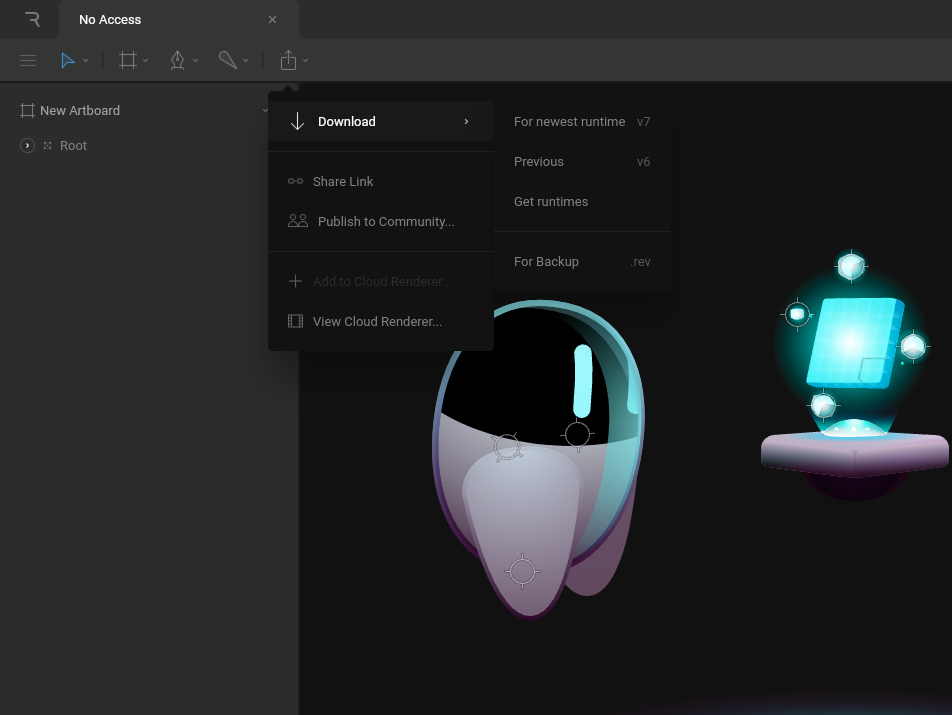 No Access
New Artboard
Root
Download
Share Link
Publish to Community...
Add to Cloud Renderer...
View Cloud Renderer...
For newest runtime v7
Previous v6
Get runtimes
For Backup .rev